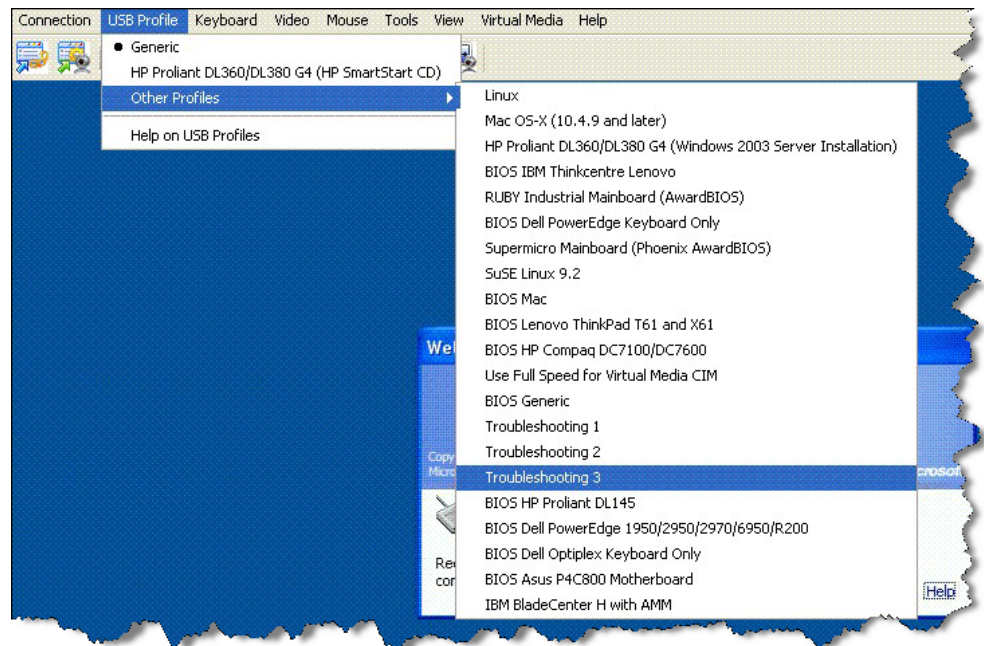 Connection USB Profile Keyboard Video Mouse Tools View Virtual Media Help
Generic
HP Proliant DL360/DL380 G4 (HP SmartStart CD)
Other Profiles
Help on USB Profiles
Linux
Mac OS-X (10.4.9 and later)
HP Proliant DL360/DL380 G4 (Windows 2003 Server Installation)
BIOS IBM Thinkcentre Lenovo
RUBY Industrial Mainboard (AwardBIOS)
BIOS Dell PowerEdge Keyboard Only
Supermicro Mainboard (Phoenix AwardBIOS)
SuSE Linux 9.2
BIOS Mac
BIOS Lenovo ThinkPad T61 and X61
BIOS HP Compaq DC7100/DC7600
Use Full Speed for Virtual Media CIM
BIOS Generic
Troubleshooting 1
Troubleshooting 2
Troubleshooting 3
BIOS HP Proliant DL145
BIOS Dell PowerEdge 1950/2950/2970/6950/R200
BIOS Dell Optiplex Keyboard Only
BIOS Asus P4C800 Motherboard
IBM BladeCenter H with AMM
Wel
Copy
Micro
crosoft
Help